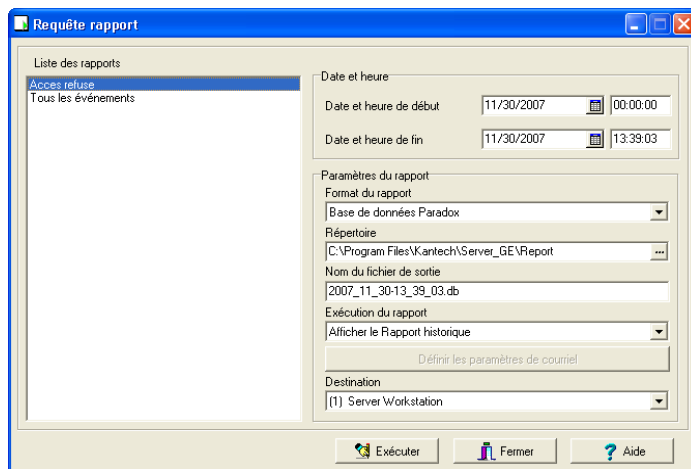 Requête rapport
Liste des rapports
Acces refuse
Tous les événements
Date et heure
Date et heure de début 11/30/2007 00:00:00
Date et heure de fin 11/30/2007 13:39:03
Paramètres du rapport
Format du rapport
Base de données Paradox
Répertoire
C:\Program Files\Kantech\Server_GE\Report ...
Nom du fichier de sortie
2007_11_30-13_39_03.db
Exécution du rapport
Afficher le Rapport historique
Définir les paramètres de courriel
Destination
(1) Server Workstation
Exécuter Fermer ? Aide